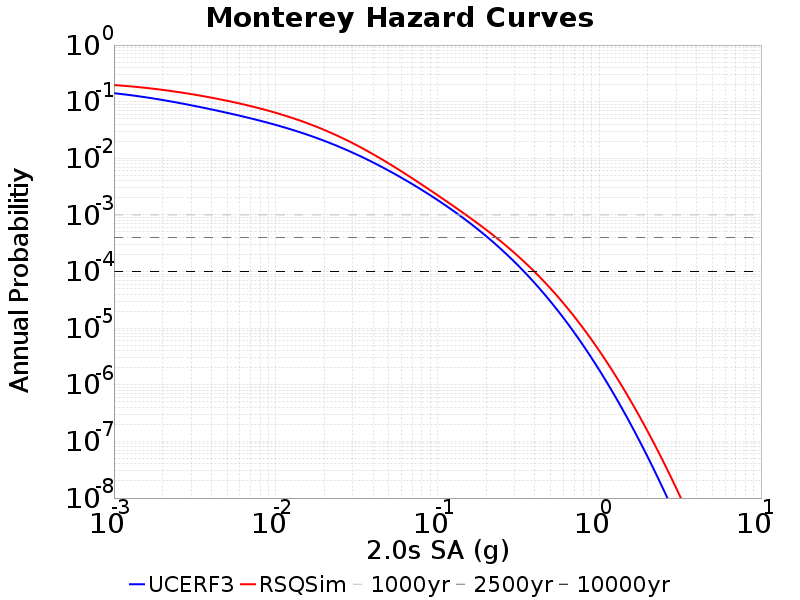 Monterey Hazard Curves
Annual Probabilitiy
10^0
10^-1
10^-2
10^-3
10^-4
10^-5
10^-6
10^-7
10^-8
10^-3 10^-2 10^-1 10^0 10^1
2.0s SA (g)
UCERF3 RSQSim 1000yr 2500yr 10000yr